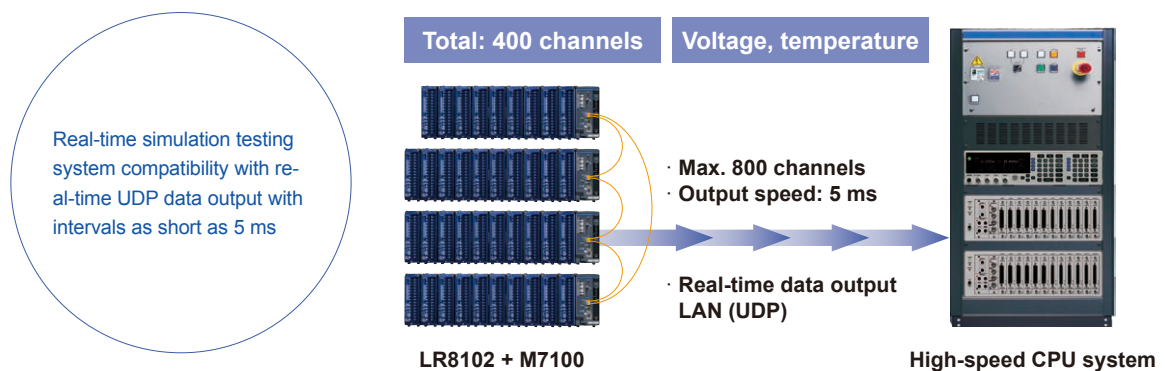 Real-time simulation testing
system compatibility with re-
al-time UDP data output with
intervals as short as 5 ms
Total: 400 channels
Voltage, temperature
· Max. 800 channels
· Output speed: 5 ms
· Real-time data output
LAN (UDP)
LR8102 + M7100
High-speed CPU system